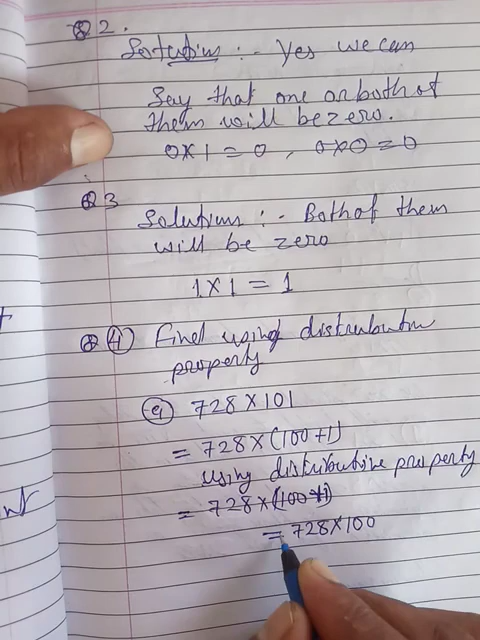 Q2.
Solution :- Yes we can
Say that one or both of
them will be zero.
0×1=0, 0×0=0
Q3
Solution :- Both of them
will be zero
1×1=1
Q(4) Find using distributive
property
(a) 728×101
=728×(100+1)
using distributive property
=728×(100+1)
=728×100